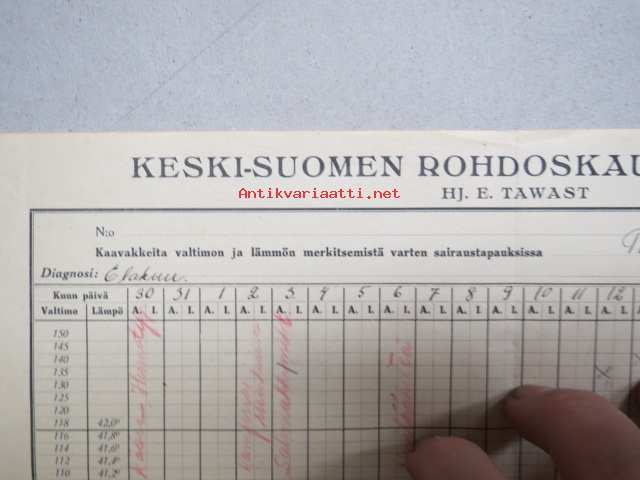 KESKI-SUOMEN ROHDOSKAU
Antikvariaatti.net
HJ. E. TAWAST
N:o
Kaavakkeita valtimon ja lämmön merkitsemistä varten sairaustapauksissa
Diagnosi:
Kuun päivä 30 31 1 2 3 4 5 6 7 8 9 10 11 12
Valtimo Lämpö A. I. A. I. A. I. A. I. A. I. A. I. A. I. A. I. A. I. A. I. A. I. A. I. A. I. A. I.
150
145
140
135
130
125
120
118 42,0°
116 41,8°
114 41,6°
112 41,4°
110 41,2°